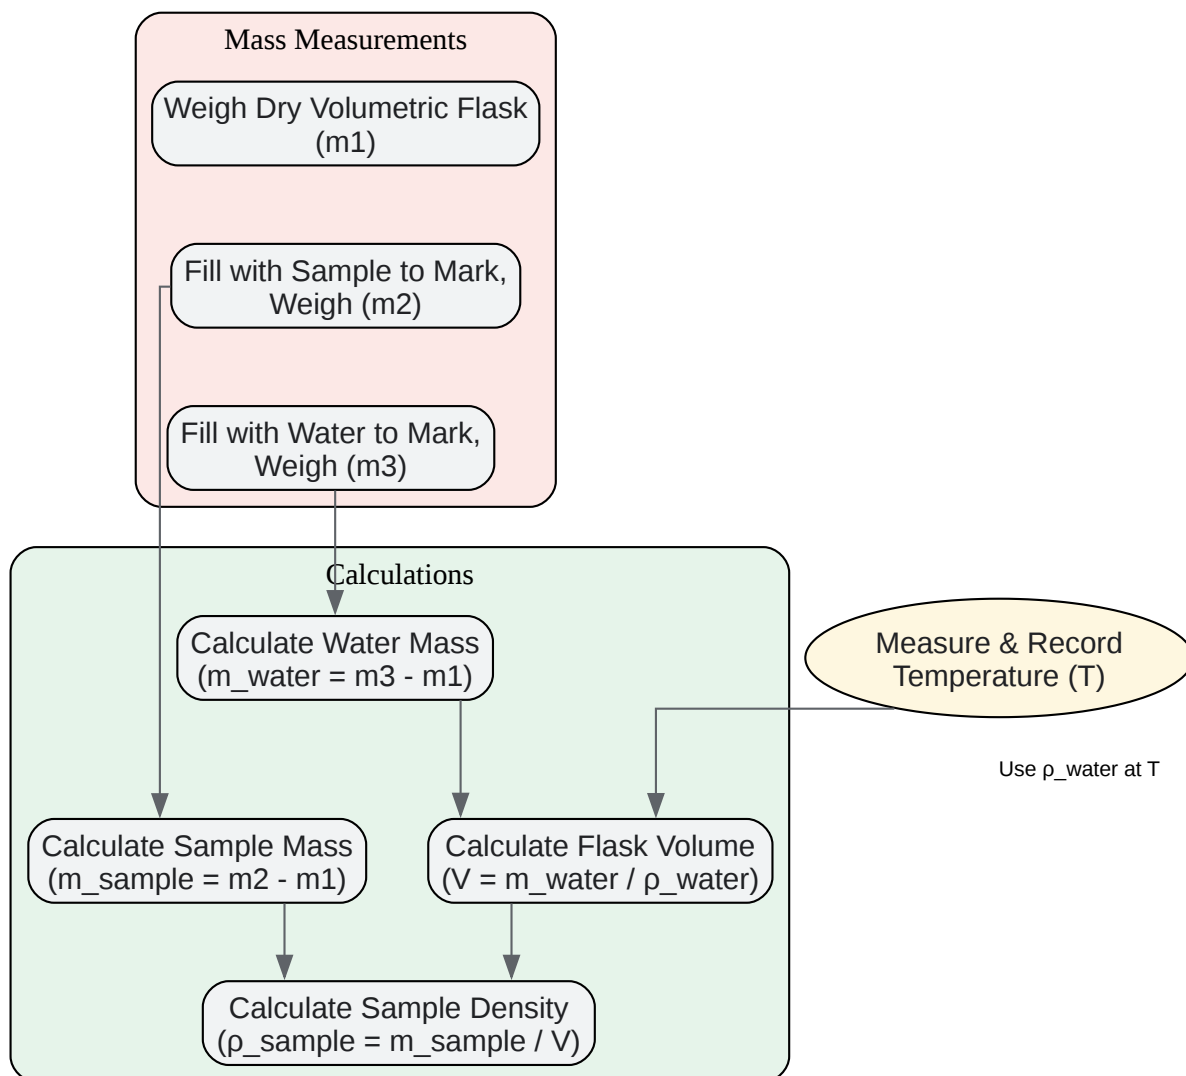 Mass Measurements
Weigh Dry Volumetric Flask
(m1)
Fill with Sample to Mark,
Weigh (m2)
Fill with Water to Mark,
Weigh (m3)
Calculations
Calculate Water Mass
(m_water = m3 - m1)
Measure & Record
Temperature (T)
Use ρ_water at T
Calculate Sample Mass
(m_sample = m2 - m1)
Calculate Flask Volume
(V = m_water / ρ_water)
Calculate Sample Density
(ρ_sample = m_sample / V)